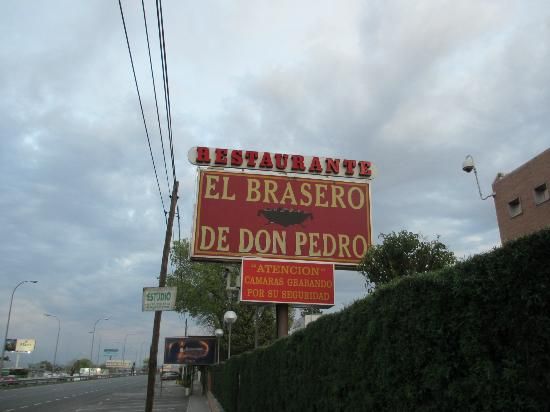 RESTAURANTE
EL BRASERO
DE DON PEDRO
"ATENCION"
CAMARAS GRABANDO
POR SU SEGURIDAD
ESTUDIO